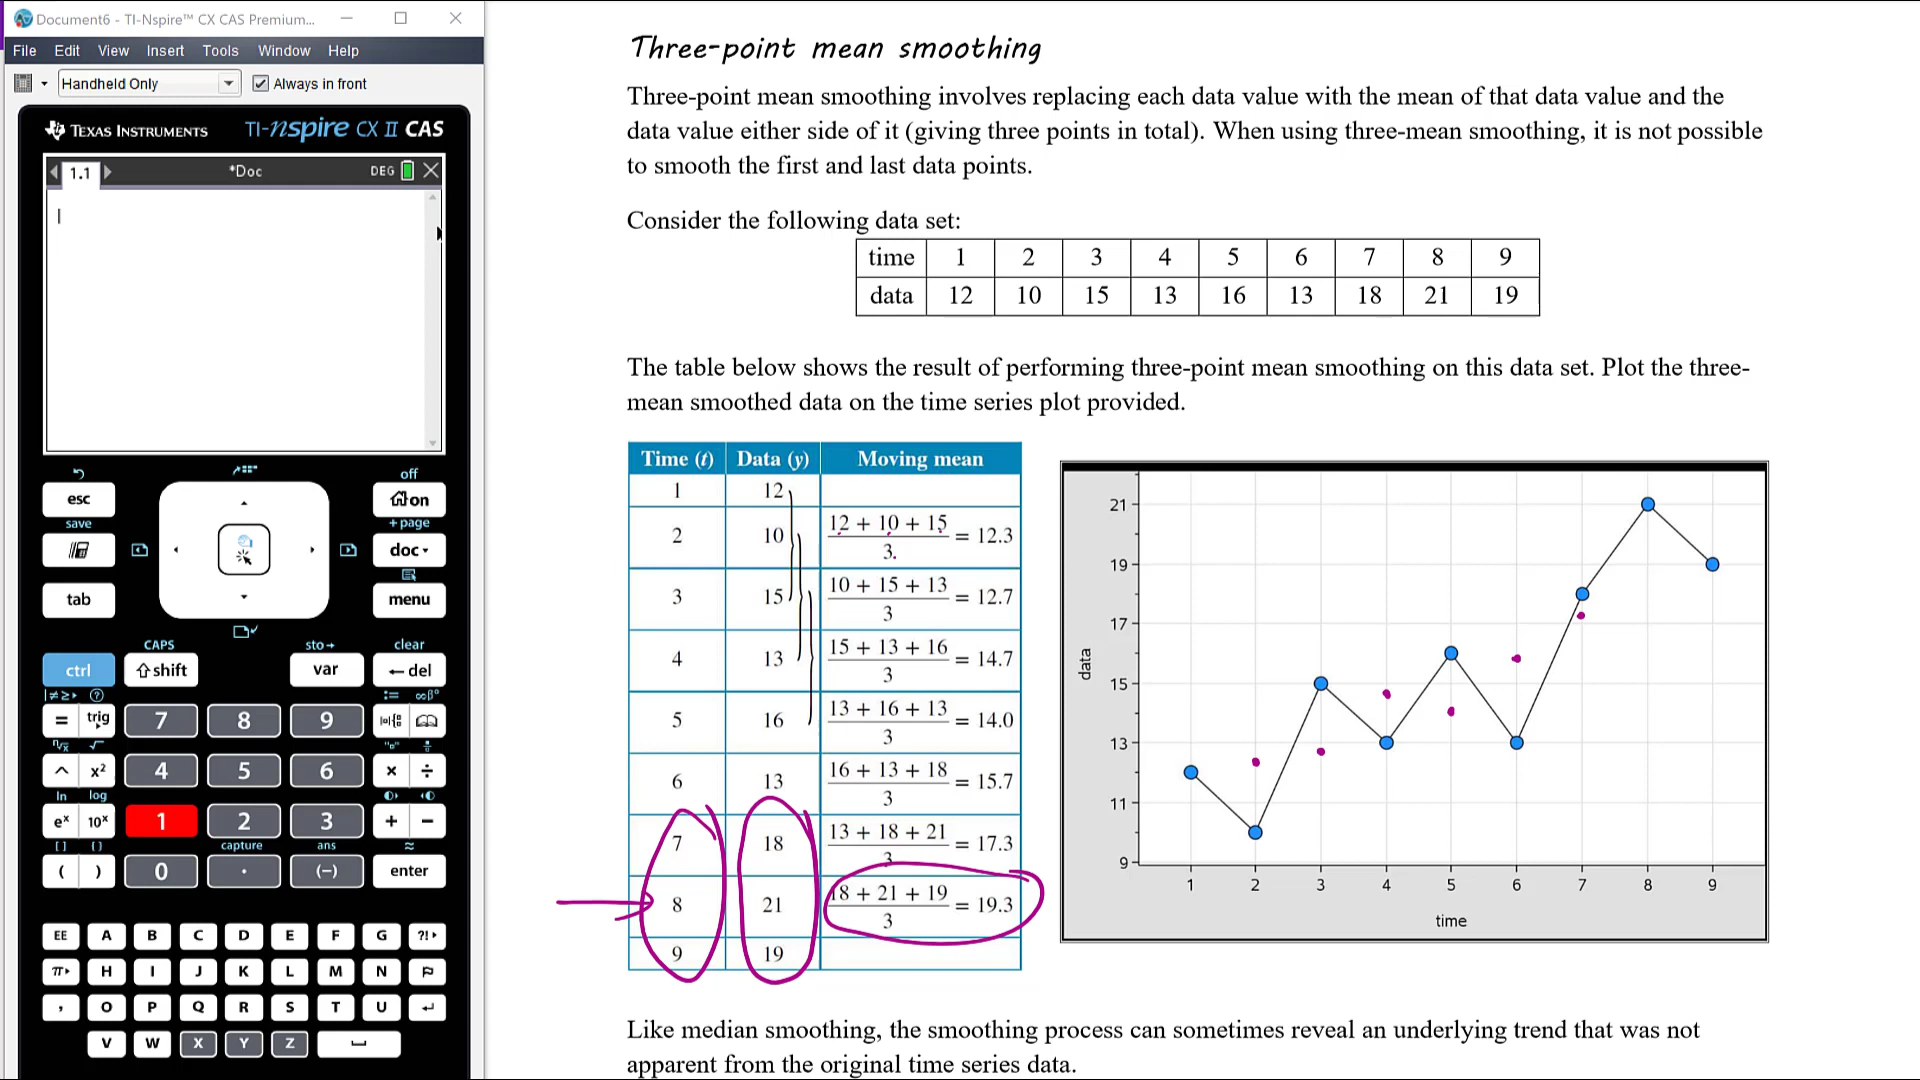 Document6 - TI-Nspire™ CX CAS Premium...
File Edit View Insert Tools Window Help
Handheld Only Always in front
TEXAS INSTRUMENTS TI-nspire CX II CAS
1.1 *Doc DEG
off
esc on
save + page
doc
tab menu
CAPS sto→ clear
ctrl shift var ← del
= trig 7 8 9
^ x² 4 5 6 × ÷
ln log
eˣ 10ˣ 1 2 3 + −
[ ] { } capture ans ≈
( ) 0 . (−) enter
EE A B C D E F G ?!▸
π▸ H I J K L M N
, O P Q R S T U ↵
V W X Y Z
Three-point mean smoothing
Three-point mean smoothing involves replacing each data value with the mean of that data value and the
data value either side of it (giving three points in total). When using three-mean smoothing, it is not possible
to smooth the first and last data points.
Consider the following data set:
time 1 2 3 4 5 6 7 8 9
data 12 10 15 13 16 13 18 21 19
The table below shows the result of performing three-point mean smoothing on this data set. Plot the three-
mean smoothed data on the time series plot provided.
Time (t) Data (y) Moving mean
1 12
2 10 12 + 10 + 15 / 3 = 12.3
3 15 10 + 15 + 13 / 3 = 12.7
4 13 15 + 13 + 16 / 3 = 14.7
5 16 13 + 16 + 13 / 3 = 14.0
6 13 16 + 13 + 18 / 3 = 15.7
7 18 13 + 18 + 21 / 3 = 17.3
8 21 18 + 21 + 19 / 3 = 19.3
9 19
21
19
17
15
13
11
9
data
1 2 3 4 5 6 7 8 9
time
Like median smoothing, the smoothing process can sometimes reveal an underlying trend that was not
apparent from the original time series data.